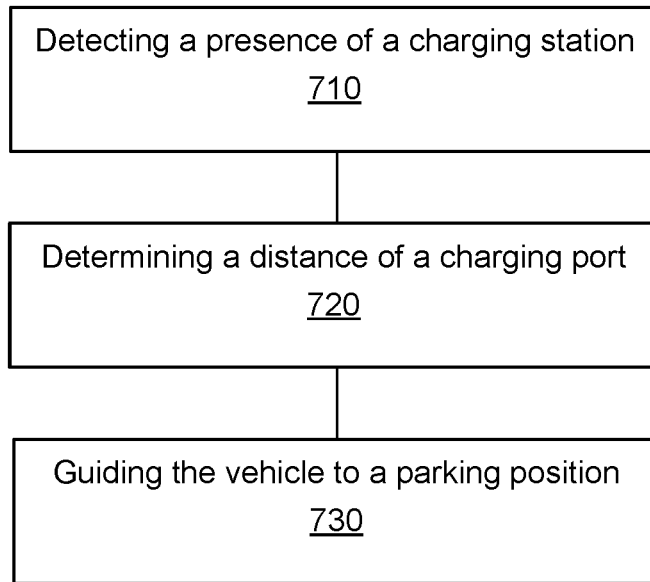 Detecting a presence of a charging station
710
Determining a distance of a charging port
720
Guiding the vehicle to a parking position
730